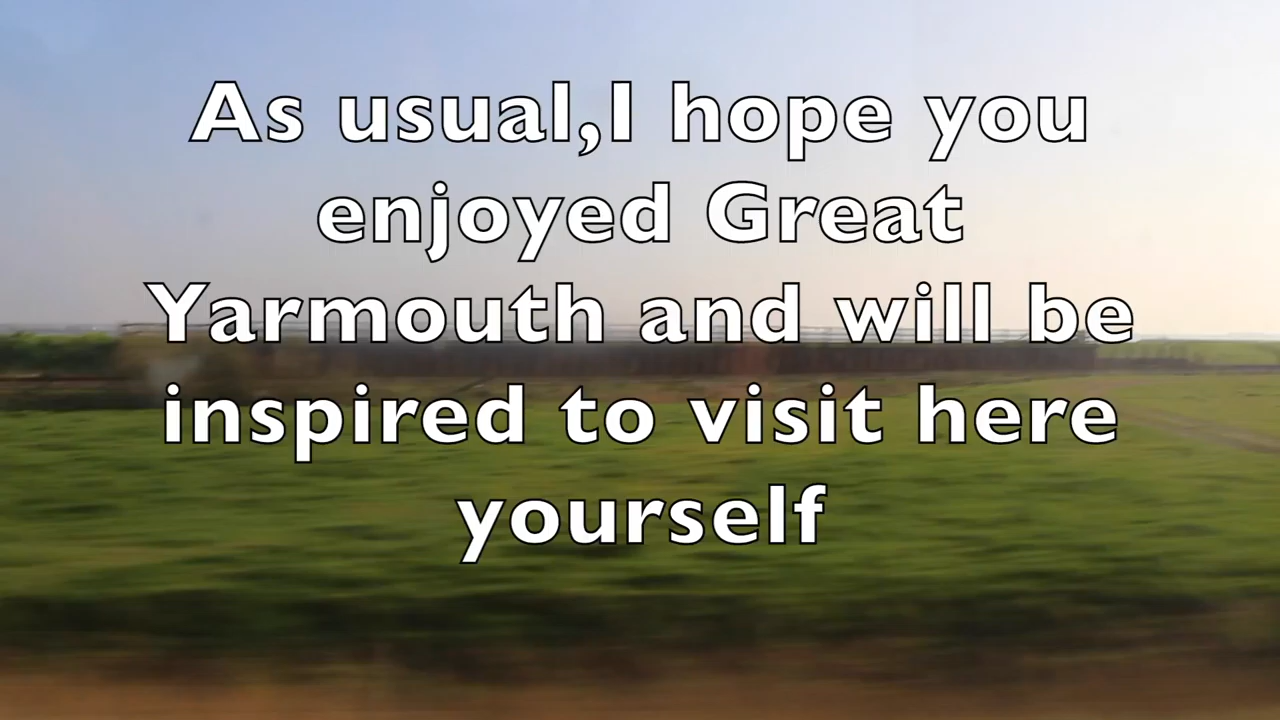 As usual,I hope you
enjoyed Great
Yarmouth and will be
inspired to visit here
yourself